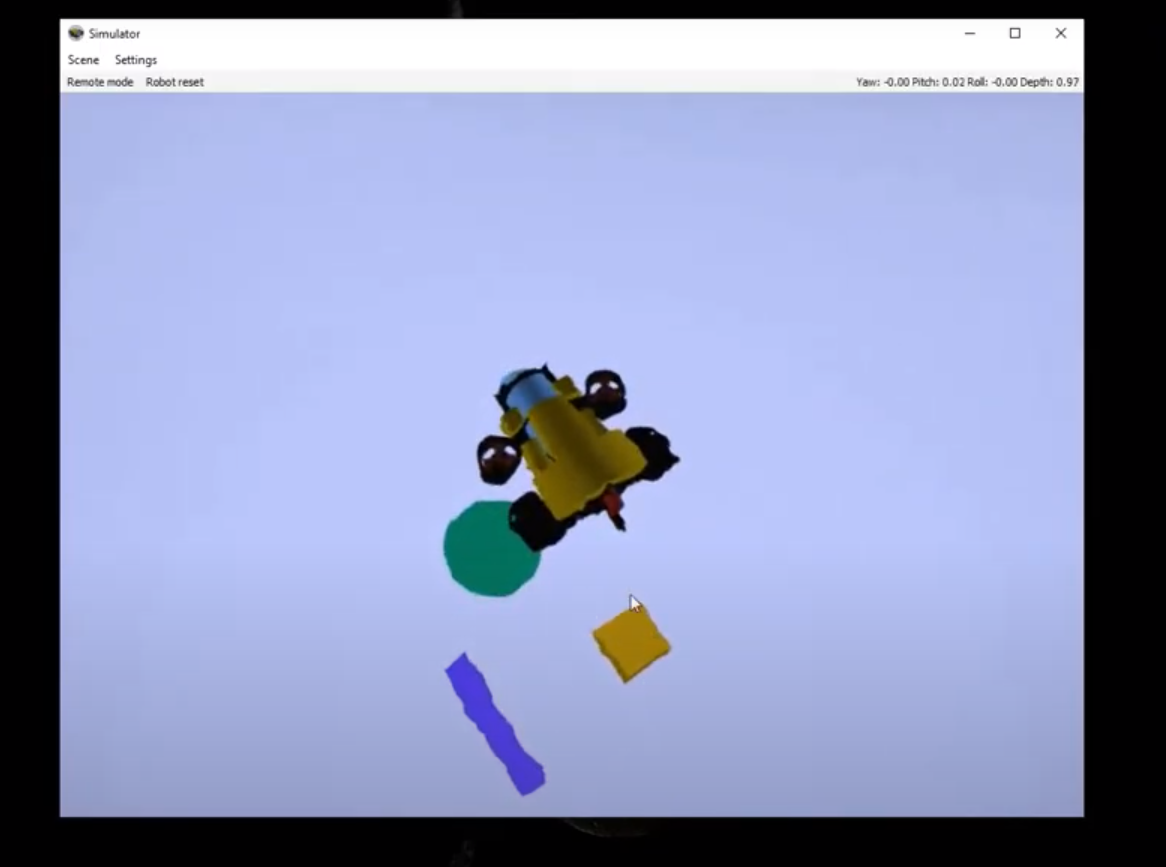 Simulator
Scene Settings
Remote mode Robot reset Yaw: -0.00 Pitch: 0.02 Roll: -0.00 Depth: 0.97